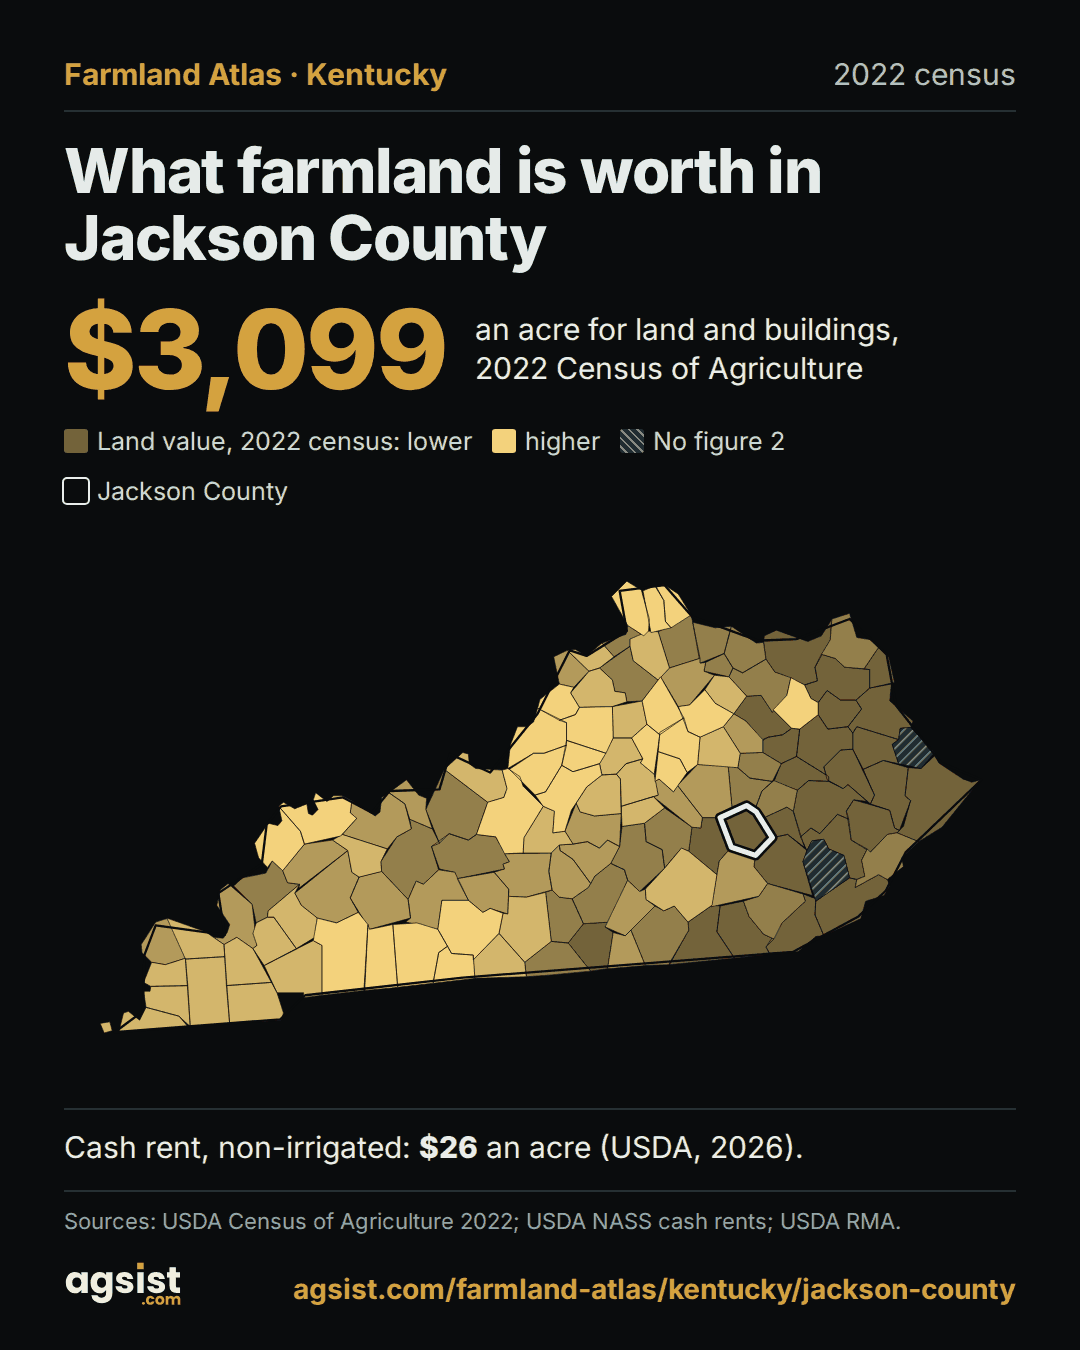 Farmland Atlas · Kentucky
2022 census
What farmland is worth in
Jackson County
$3,099
an acre for land and buildings,
2022 Census of Agriculture
Land value, 2022 census: lower
higher
No figure 2
Jackson County
Cash rent, non-irrigated: $26 an acre (USDA, 2026).
Sources: USDA Census of Agriculture 2022; USDA NASS cash rents; USDA RMA.
agsist
.com
agsist.com/farmland-atlas/kentucky/jackson-county